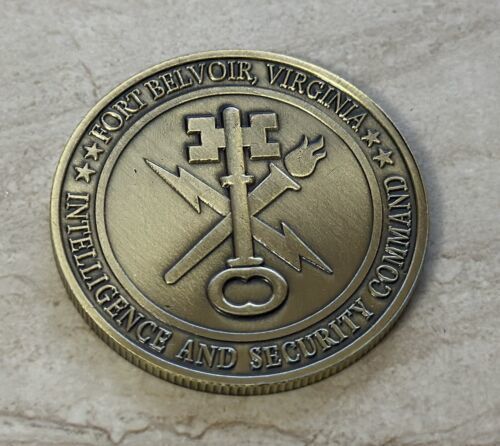 FORT BELVOIR, VIRGINIA
INTELLIGENCE AND SECURITY COMMAND